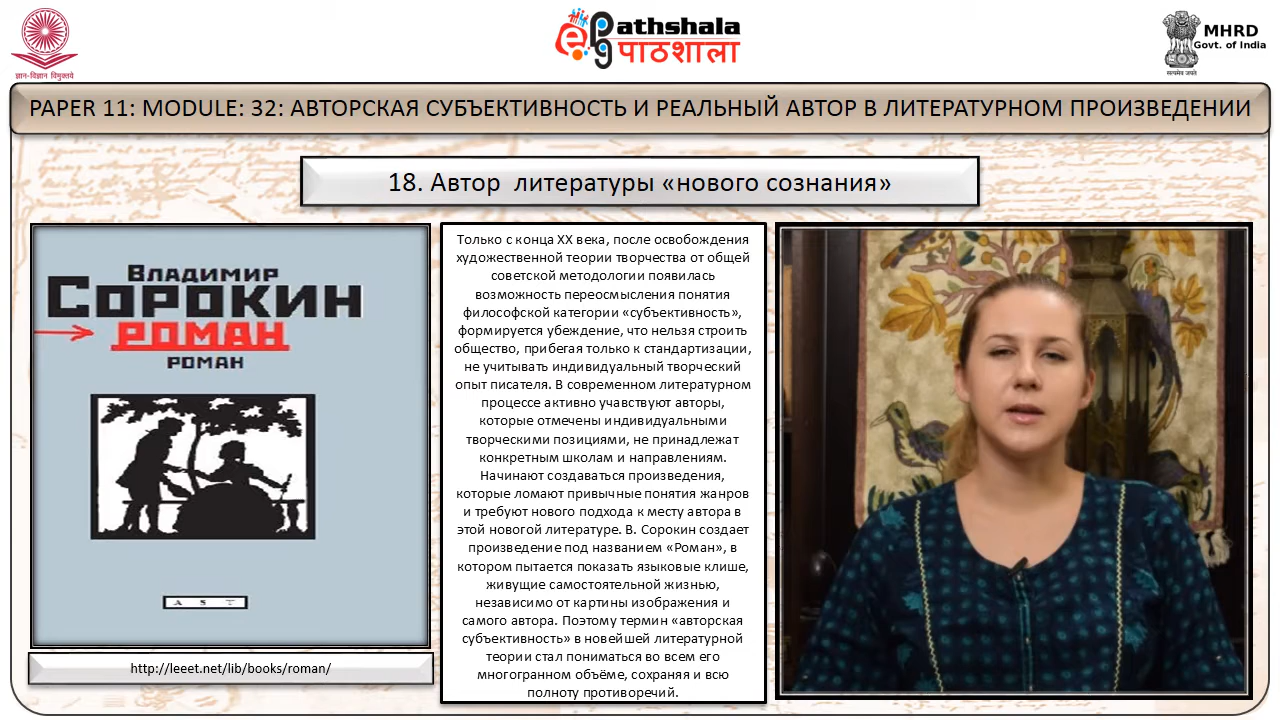 ज्ञान-विज्ञान विमुक्तये
ePG Pathshala
पाठशाला
MHRD
Govt. of India
सत्यमेव जयते
PAPER 11: MODULE: 32: АВТОРСКАЯ СУБЪЕКТИВНОСТЬ И РЕАЛЬНЫЙ АВТОР В ЛИТЕРАТУРНОМ ПРОИЗВЕДЕНИИ
18. Автор литературы «нового сознания»
Владимир
Сорокин
РОМАН
РОМАН
A S T
http://leeet.net/lib/books/roman/
Только с конца XX века, после освобождения
художественной теории творчества от общей
советской методологии появилась
возможность переосмысления понятия
философской категории «субъективность»,
формируется убеждение, что нельзя строить
общество, прибегая только к стандартизации,
не учитывать индивидуальный творческий
опыт писателя. В современном литературном
процессе активно учавствуют авторы,
которые отмечены индивидуальными
творческими позициями, не принадлежат
конкретным школам и направлениям.
Начинают создаваться произведения,
которые ломают привычные понятия жанров
и требуют нового подхода к месту автора в
этой новогой литературе. В. Сорокин создает
произведение под названием «Роман», в
котором пытается показать языковые клише,
живущие самостоятельной жизнью,
независимо от картины изображения и
самого автора. Поэтому термин «авторская
субъективность» в новейшей литературной
теории стал пониматься во всем его
многогранном объёме, сохраняя и всю
полноту противоречий.